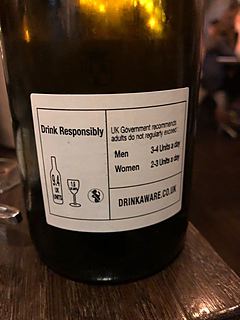 Drink Responsibly
UK Government recommends
adults do not regularly exceed:
Men 3-4 Units a day
Women 2-3 Units a day
DRINKAWARE.CO.UK